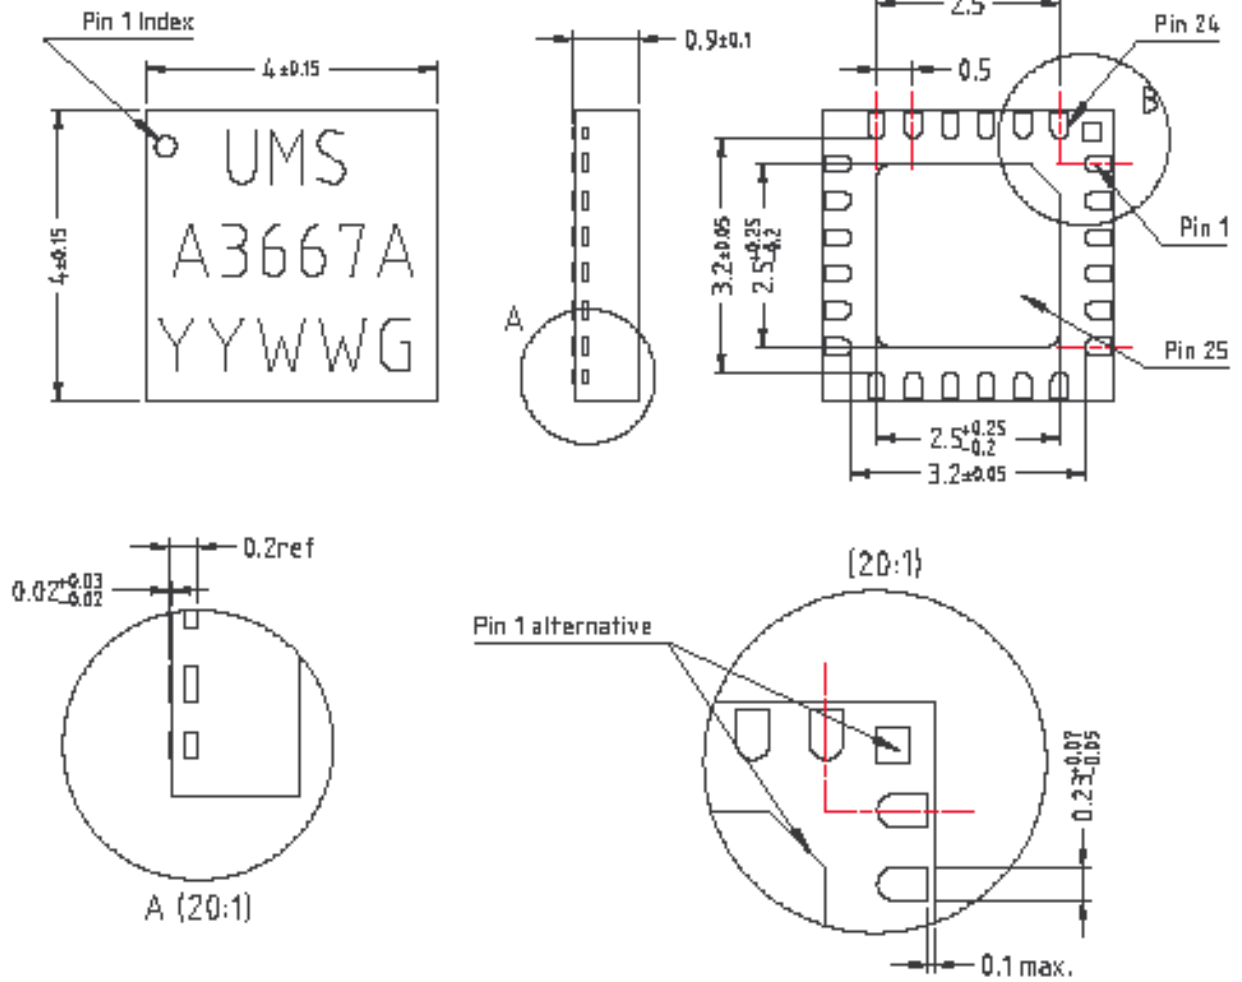 Pin 1 Index
4±0.15
4±0.15
UMS
A3667A
YYWWG
0.9±0.1
A
2.5
Pin 24
0.5
B
3.2±0.05
2.5+0.25-0.2
Pin 1
Pin 25
2.5+0.25-0.2
3.2±0.05
0.2ref
0.02+0.03-0.02
A (20:1)
(20:1)
Pin 1 alternative
0.23+0.07-0.05
0.1 max.